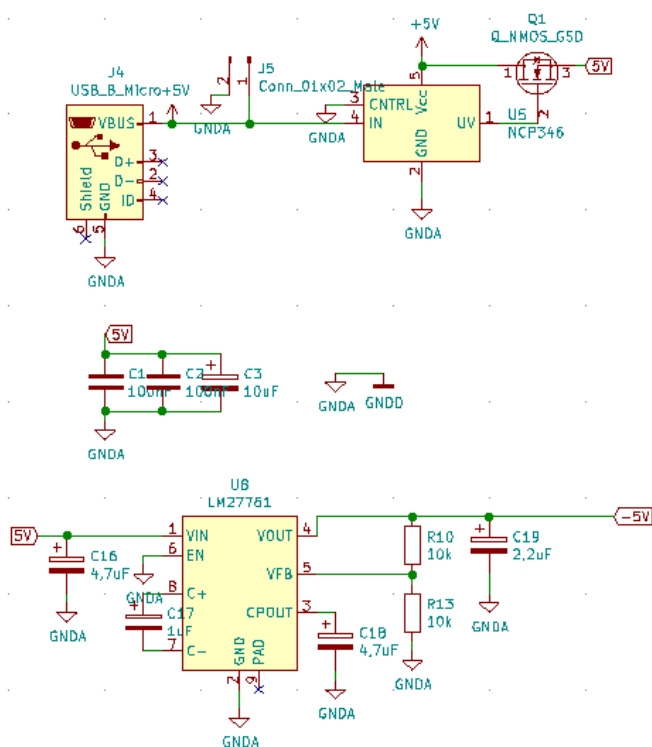 J4
USB_B_Micro
+5V
VBUS
1
D+
3
D-
2
ID
4
Shield
GND
6
5
GNDA
2
1
J5
Conn_01x02_Male
GNDA
+5V
Q1
Q_NMOS_GSD
1
3
2
5V
5
Vcc
3
CNTRL
4
IN
UV
1
GND
2
U5
NCP346
GNDA
GNDA
5V
C1
100nF
C2
100nF
C3
10uF
GNDA
GNDA
GNDD
U6
LM27761
5V
1
VIN
6
EN
8
C+
7
C-
VOUT
4
VFB
5
CPOUT
3
GND
PAD
2
9
C16
4,7uF
GNDA
GNDA
C17
1uF
C18
4,7uF
GNDA
GNDA
R10
10k
R13
10k
GNDA
C19
2,2uF
GNDA
-5V